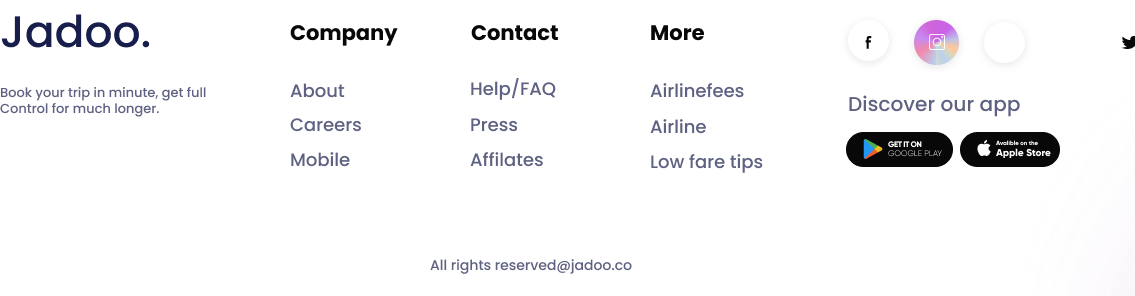 Jadoo.
Book your trip in minute, get full
Control for much longer.
Company
About
Careers
Mobile
Contact
Help/FAQ
Press
Affilates
More
Airlinefees
Airline
Low fare tips
f
Discover our app
GET IT ON
GOOGLE PLAY
Avalible on the
Apple Store
All rights reserved@jadoo.co